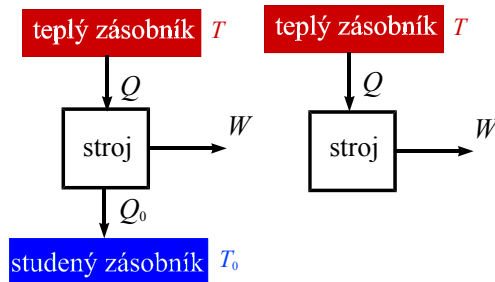 teplý zásobník T
Q
stroj
W
Q₀
studený zásobník T₀
teplý zásobník T
Q
stroj
W